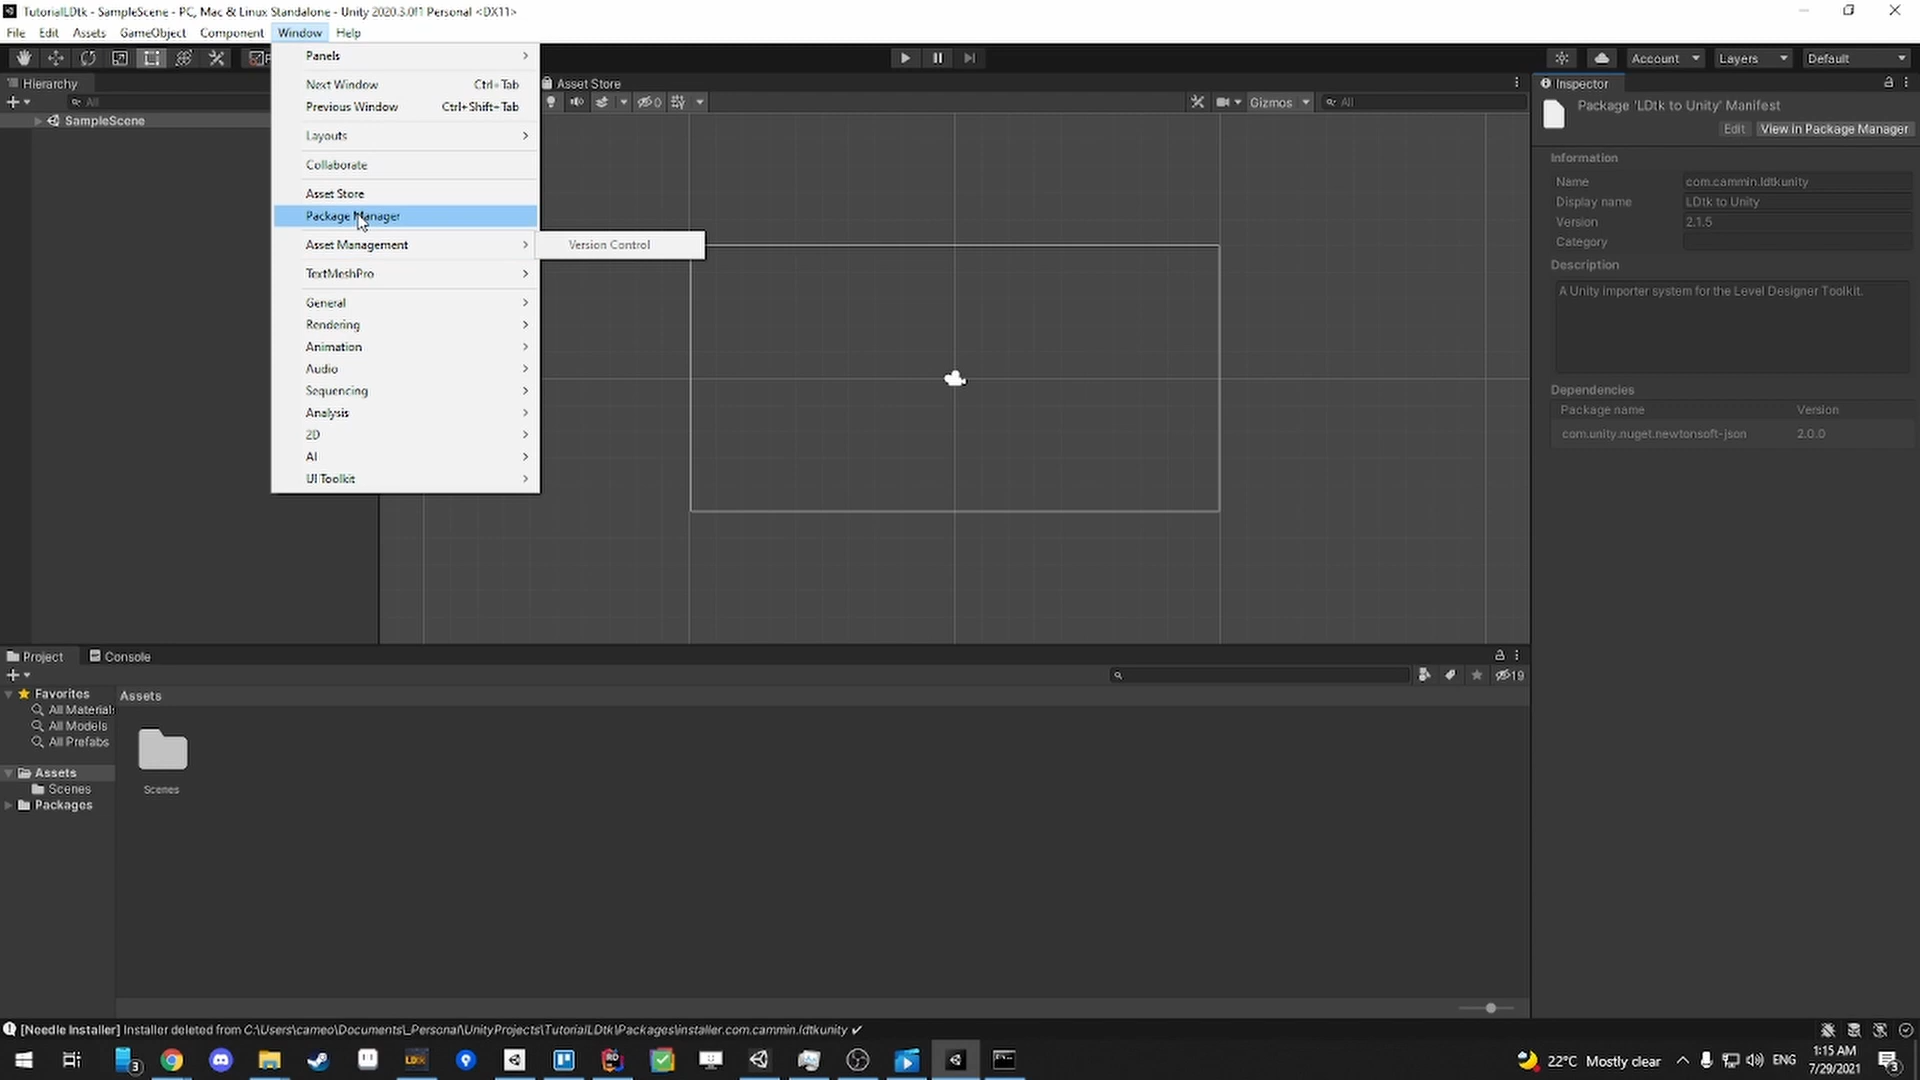 TutorialLDtk - SampleScene - PC, Mac & Linux Standalone - Unity 2020.3.0f1 Personal <DX11>
File Edit Assets GameObject Component Window Help
Account Layers Default
Hierarchy
All
SampleScene
Panels
Next Window Ctrl+Tab
Previous Window Ctrl+Shift+Tab
Layouts
Collaborate
Asset Store
Package Manager
Asset Management
Version Control
TextMeshPro
General
Rendering
Animation
Audio
Sequencing
Analysis
2D
AI
UI Toolkit
Asset Store
0
Gizmos
All
Inspector
Package 'LDtk to Unity' Manifest
Edit View in Package Manager
Information
Name com.cammin.ldtkunity
Display name LDtk to Unity
Version 2.1.5
Category
Description
A Unity importer system for the Level Designer Toolkit.
Dependencies
Package name Version
com.unity.nuget.newtonsoft-json 2.0.0
Project Console
19
Favorites
All Material
All Models
All Prefabs
Assets
Scenes
Packages
Assets
Scenes
[Needle Installer] Installer deleted from C:\Users\cameo\Documents\_Personal\UnityProjects\TutorialLDtk\Packages\installer.com.cammin.ldtkunity ✔
3
LDtk
22°C Mostly clear
ENG
1:15 AM
7/29/2021
3